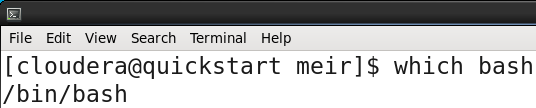 File Edit View Search Terminal Help
[cloudera@quickstart meir]$ which bash
/bin/bash